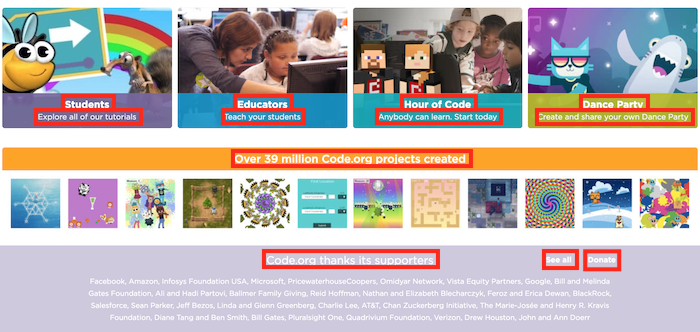 Students
Explore all of our tutorials
Educators
Teach your students
Hour of Code
Anybody can learn. Start today
Dance Party
Create and share your own Dance Party
Over 39 million Code.org projects created
Code.org thanks its supporters
See all
Donate
Facebook, Amazon, Infosys Foundation USA, Microsoft, PricewaterhouseCoopers, Omidyar Network, Vista Equity Partners, Google, Bill and Melinda
Gates Foundation, Ali and Hadi Partovi, Ballmer Family Giving, Reid Hoffman, Nathan and Elizabeth Blecharczyk, Feroz and Erica Dewan, BlackRock,
Salesforce, Sean Parker, Jeff Bezos, Linda and Glenn Greenberg, Charlie Lee, AT&T, Chan Zuckerberg Initiative, The Marie-Josée and Henry R. Kravis
Foundation, Diane Tang and Ben Smith, Bill Gates, Pluralsight One, Quadrivium Foundation, Verizon, Drew Houston, John and Ann Doerr